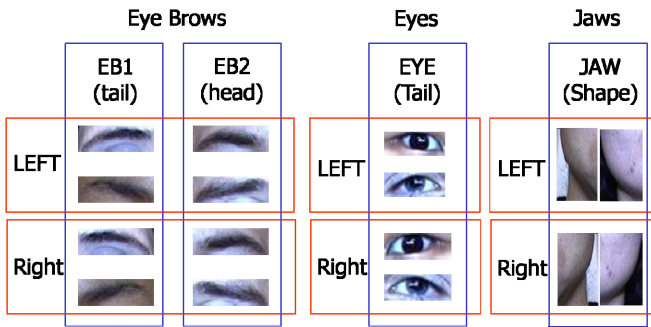 Eye Brows
Eyes
Jaws
EB1
(tail)
EB2
(head)
EYE
(Tail)
JAW
(Shape)
LEFT
LEFT
LEFT
Right
Right
Right